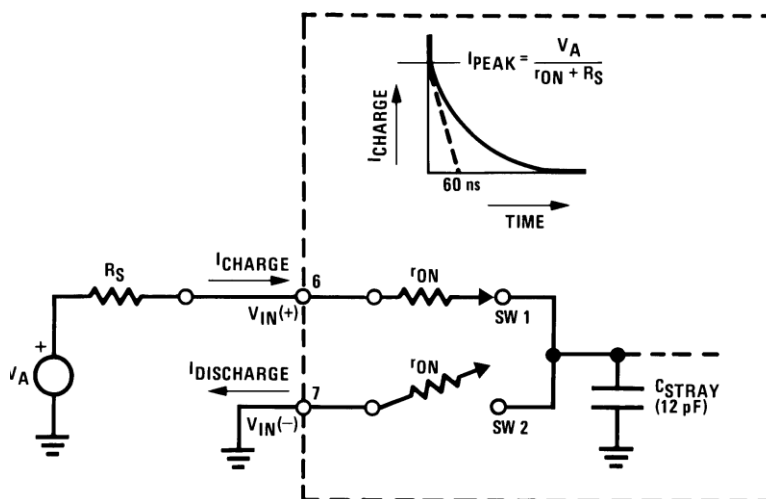 I_PEAK = V_A / (r_ON + R_S)
I_CHARGE
60 ns
TIME
R_S
I_CHARGE
6
r_ON
V_IN(+)
SW 1
+
V_A
I_DISCHARGE
r_ON
7
V_IN(−)
SW 2
C_STRAY
(12 pF)